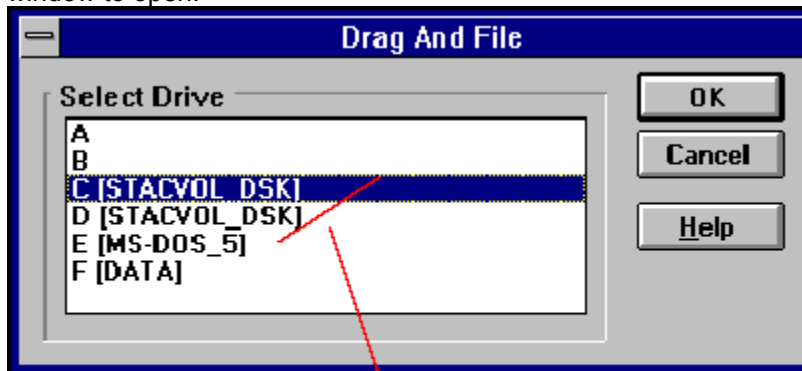 window to open.
Drag And File
Select Drive
A
B
C [STACVOL_DSK]
D [STACVOL_DSK]
E [MS-DOS_5]
F [DATA]
OK
Cancel
Help